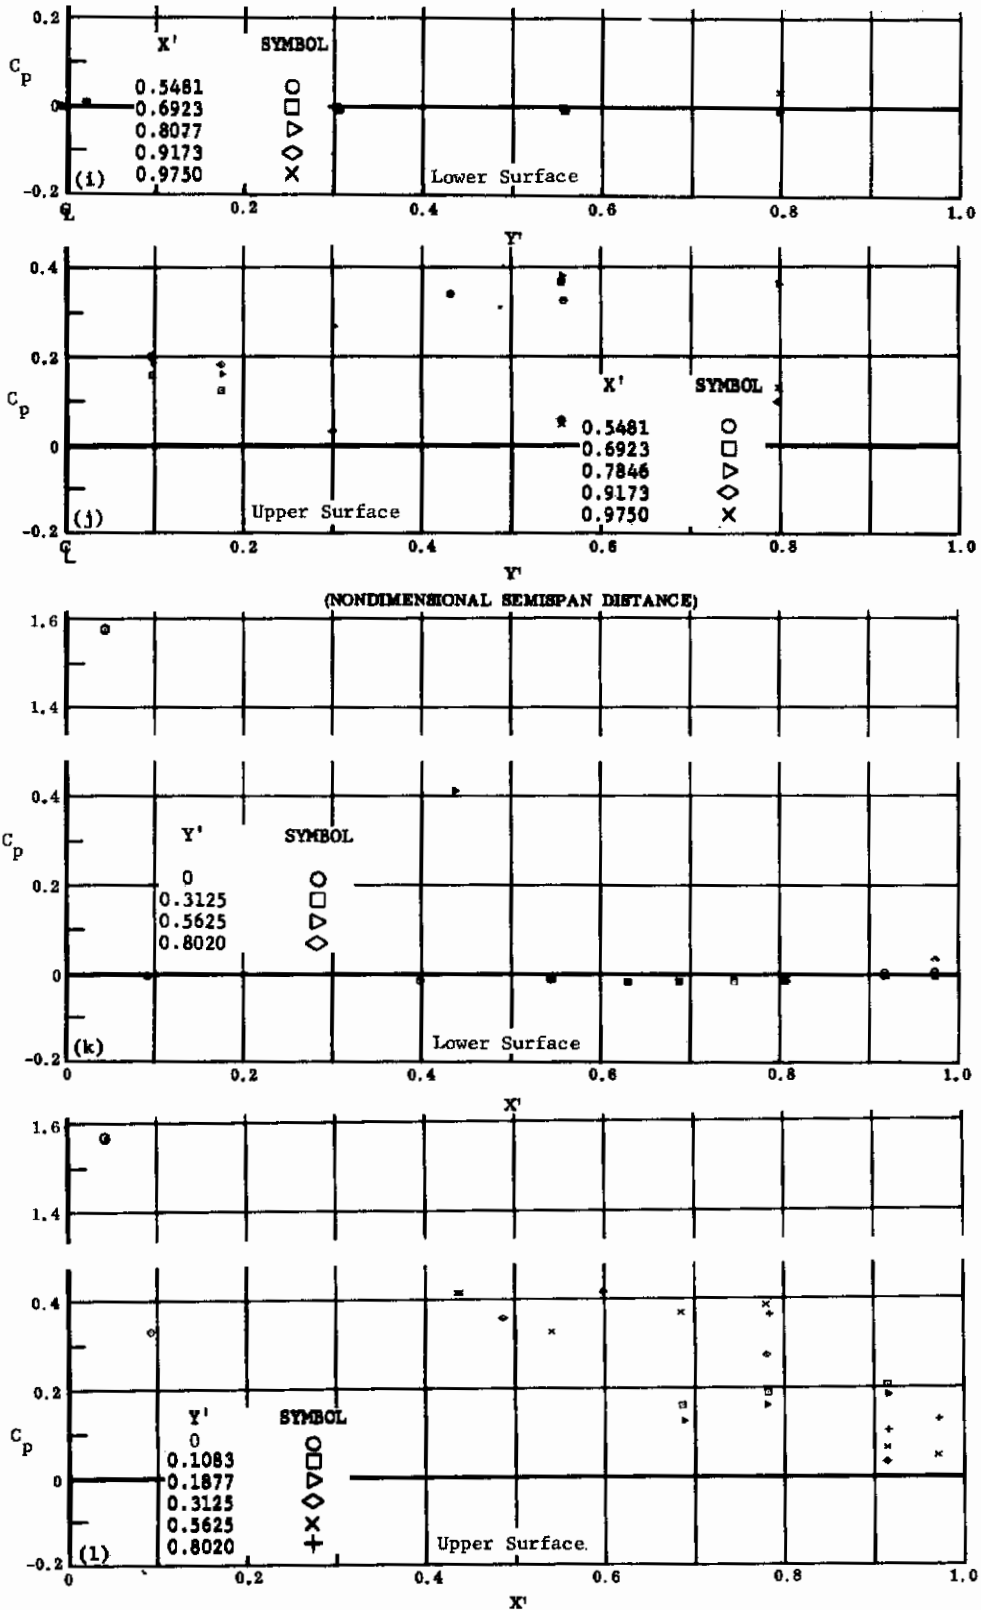 0.2
X' SYMBOL
C_p
0.5481 ○
0 0.6923 □
0.8077 ▷
0.9173 ◇
(i) 0.9750 × Lower Surface
-0.2
℄ 0.2 0.4 0.6 0.8 1.0
Y'
0.4
0.2
X' SYMBOL
C_p
0.5481 ○
0 0.6923 □
0.7846 ▷
0.9173 ◇
(j) Upper Surface 0.9750 ×
-0.2
℄ 0.2 0.4 0.6 0.8 1.0
Y'
(NONDIMENSIONAL SEMISPAN DISTANCE)
1.6
1.4
0.4
Y' SYMBOL
C_p
0 ○
0.2 0.3125 □
0.5625 ▷
0.8020 ◇
0
(k) Lower Surface
-0.2
0 0.2 0.4 0.6 0.8 1.0
X'
1.6
1.4
0.4
0.2
Y' SYMBOL
C_p 0 ○
0.1083 □
0 0.1877 ▷
0.3125 ◇
0.5625 ×
0.8020 +
(l) Upper Surface.
-0.2
0 0.2 0.4 0.6 0.8 1.0
X'